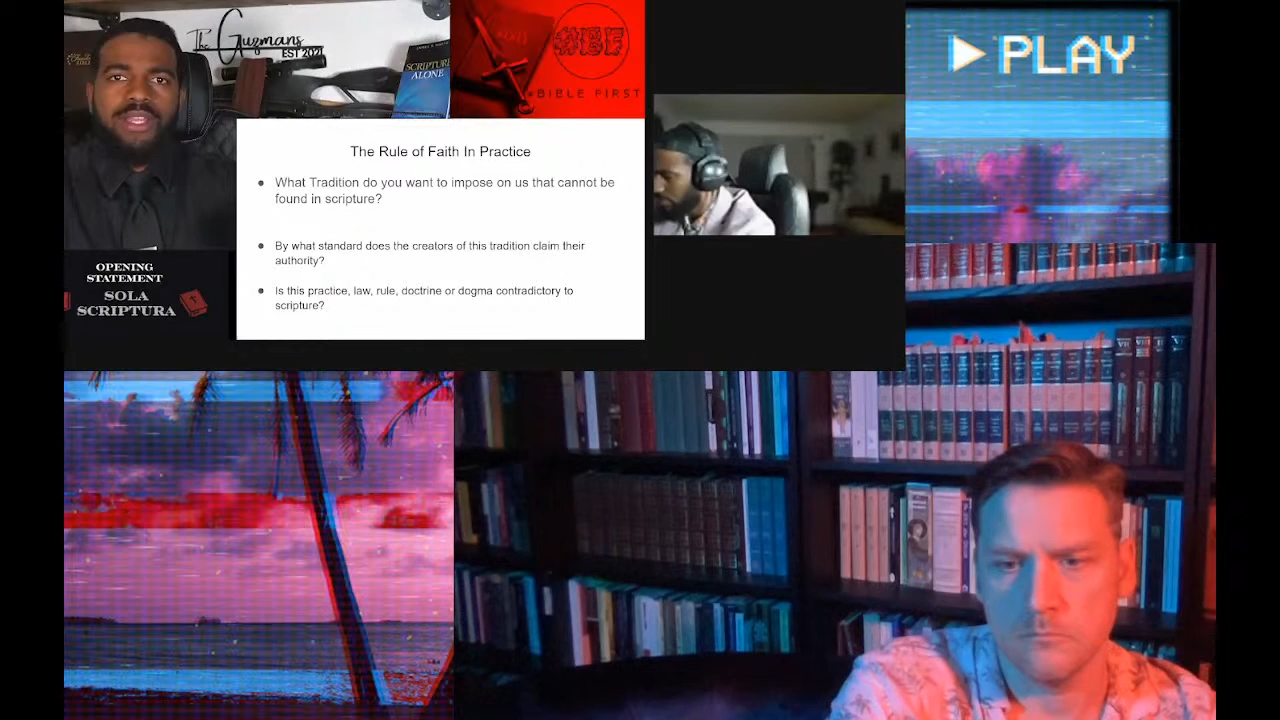 The Guzmans
EST 2021
SCRIPTURE
ALONE
#BF
#BIBLE FIRST
PLAY
The Rule of Faith In Practice
● What Tradition do you want to impose on us that cannot be
found in scripture?
● By what standard does the creators of this tradition claim their
authority?
● Is this practice, law, rule, doctrine or dogma contradictory to
scripture?
OPENING
STATEMENT
SOLA
SCRIPTURA